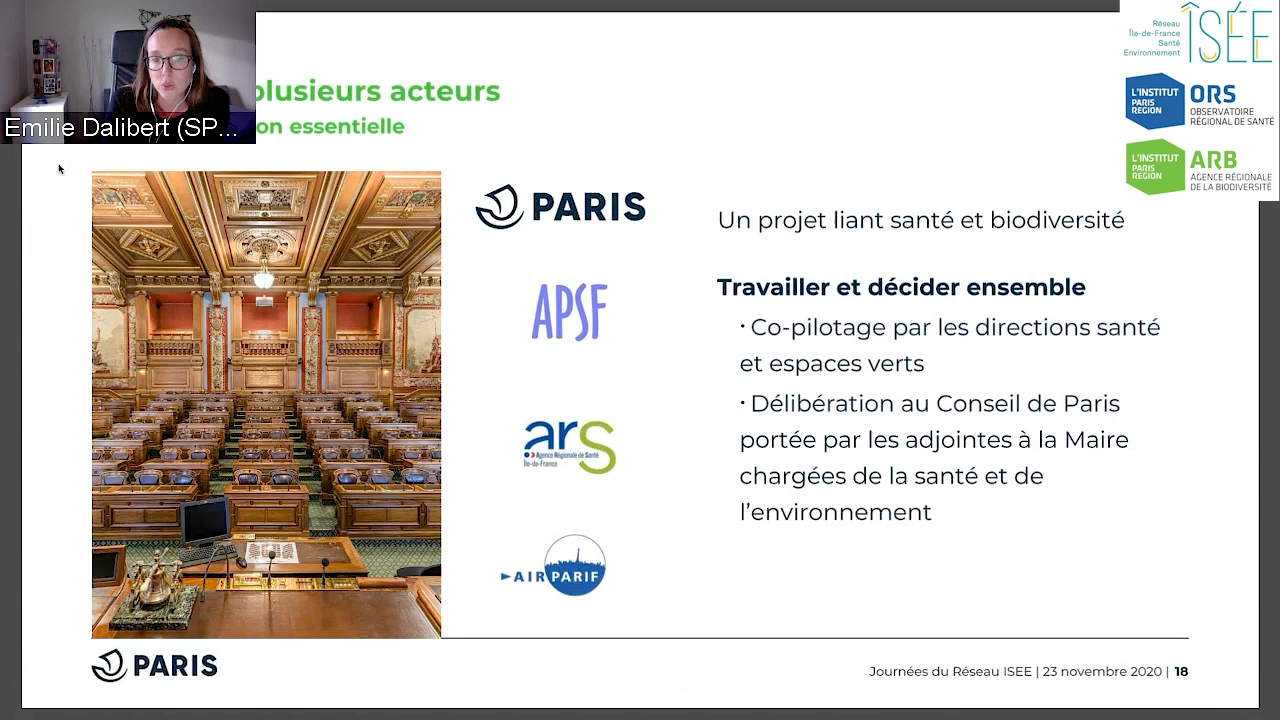 plusieurs acteurs
on essentielle
Emilie Dalibert (SP...
Réseau
Île-de-France
Santé
Environnement
ÎSÉE
L'INSTITUT
PARIS
REGION
ORS
OBSERVATOIRE
RÉGIONAL DE SANTÉ
L'INSTITUT
PARIS
REGION
ARB
AGENCE RÉGIONALE
DE LA BIODIVERSITÉ
PARIS
APSF
ars
Agence Régionale de Santé
Île-de-France
AIRPARIF
Un projet liant santé et biodiversité
Travailler et décider ensemble
· Co-pilotage par les directions santé
et espaces verts
· Délibération au Conseil de Paris
portée par les adjointes à la Maire
chargées de la santé et de
l’environnement
PARIS
Journées du Réseau ISEE | 23 novembre 2020 | 18